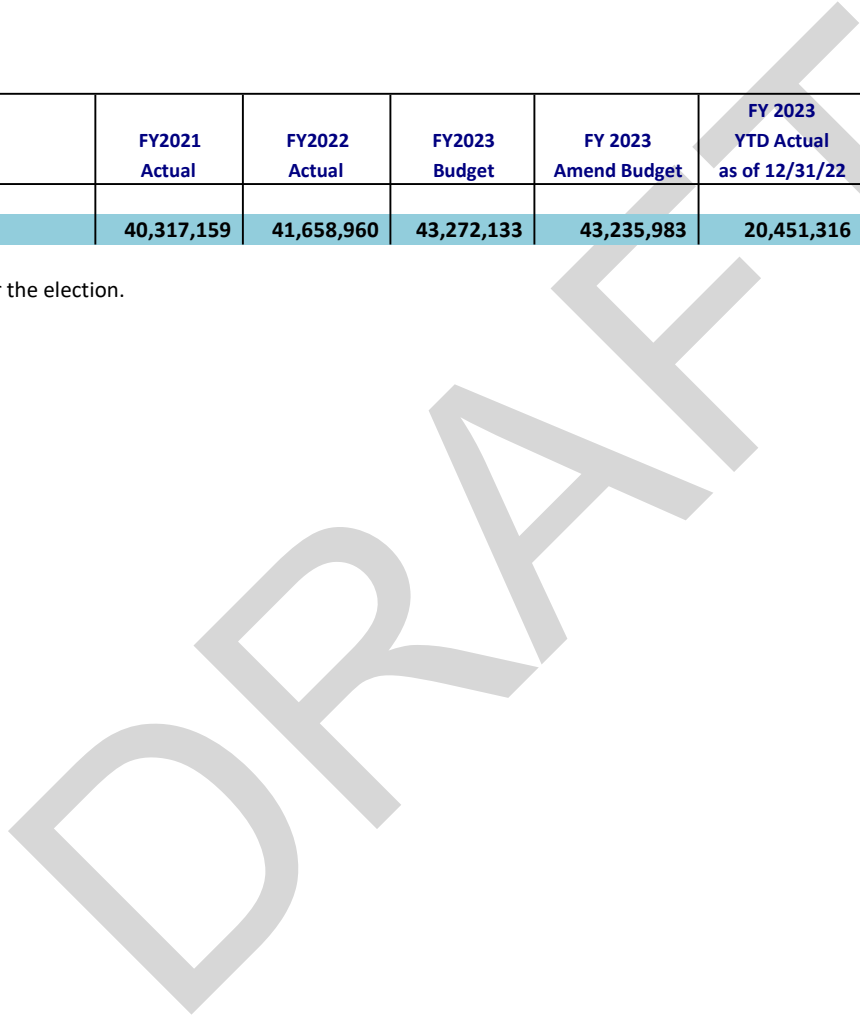 FY 2023
FY2021 FY2022 FY2023 FY 2023 YTD Actual
Actual Actual Budget Amend Budget as of 12/31/22
40,317,159 41,658,960 43,272,133 43,235,983 20,451,316
the election.
DRAFT